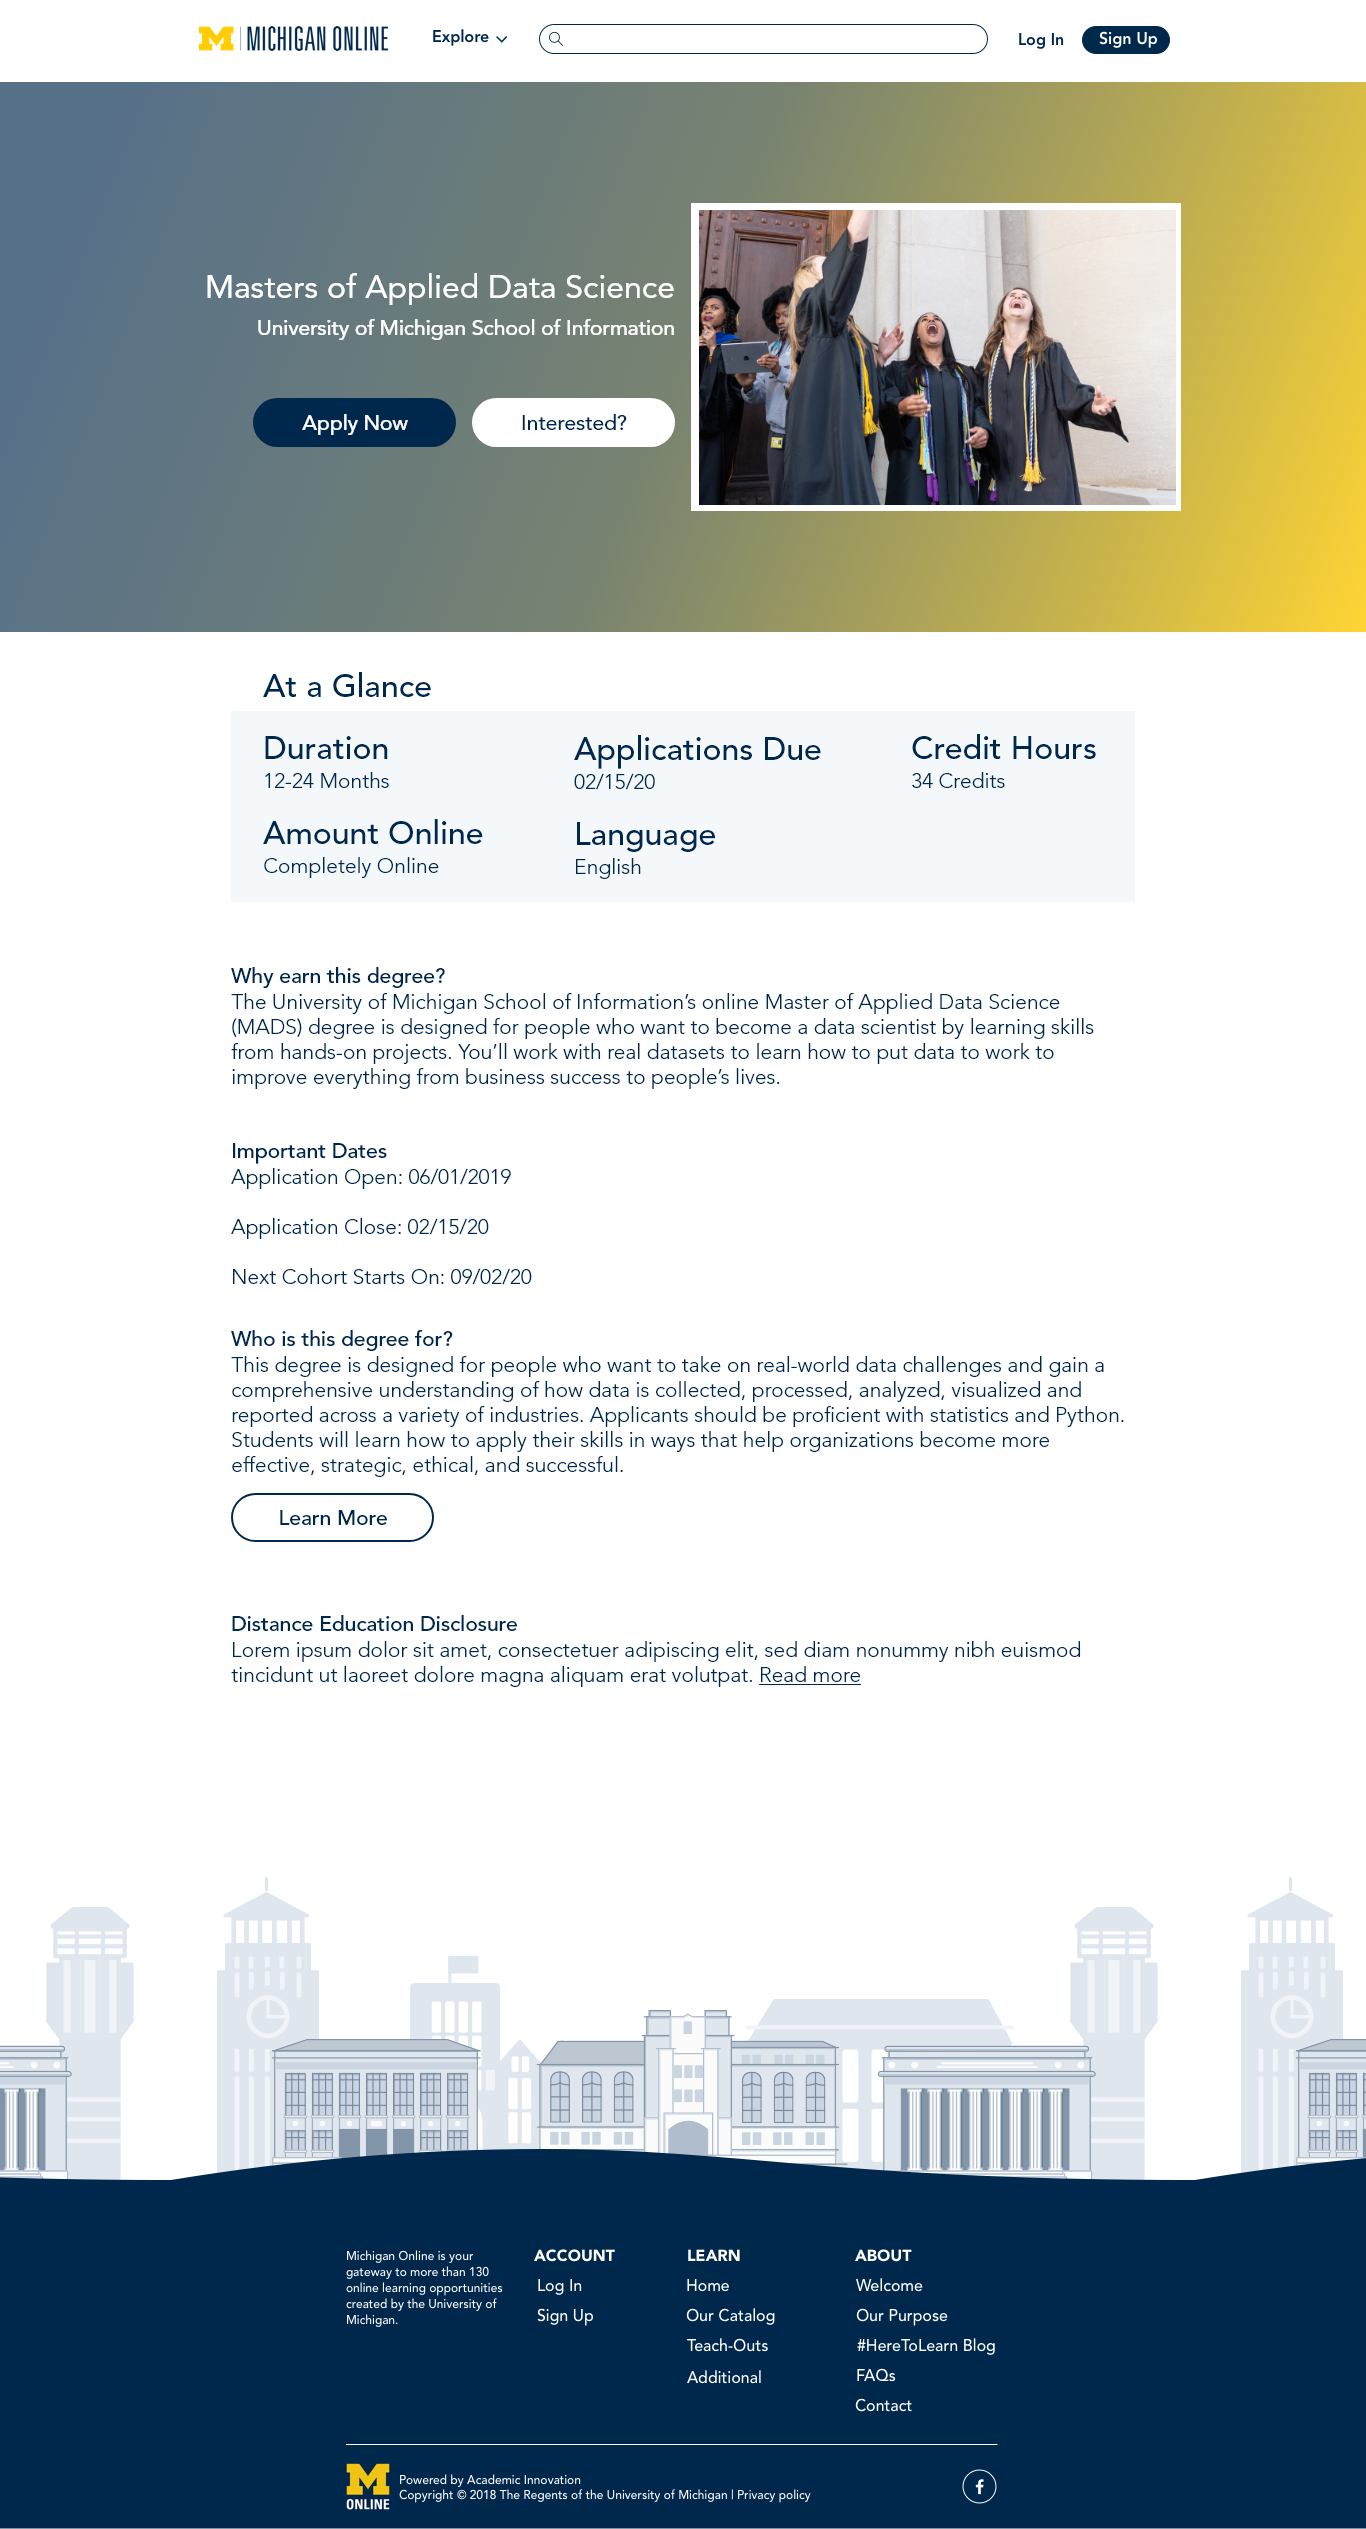 M | MICHIGAN ONLINE
Explore
Log In
Sign Up
Masters of Applied Data Science
University of Michigan School of Information
Apply Now
Interested?
At a Glance
Duration
12-24 Months
Applications Due
02/15/20
Credit Hours
34 Credits
Amount Online
Completely Online
Language
English
Why earn this degree?
The University of Michigan School of Information’s online Master of Applied Data Science
(MADS) degree is designed for people who want to become a data scientist by learning skills
from hands-on projects. You’ll work with real datasets to learn how to put data to work to
improve everything from business success to people’s lives.
Important Dates
Application Open: 06/01/2019
Application Close: 02/15/20
Next Cohort Starts On: 09/02/20
Who is this degree for?
This degree is designed for people who want to take on real-world data challenges and gain a
comprehensive understanding of how data is collected, processed, analyzed, visualized and
reported across a variety of industries. Applicants should be proficient with statistics and Python.
Students will learn how to apply their skills in ways that help organizations become more
effective, strategic, ethical, and successful.
Learn More
Distance Education Disclosure
Lorem ipsum dolor sit amet, consectetuer adipiscing elit, sed diam nonummy nibh euismod
tincidunt ut laoreet dolore magna aliquam erat volutpat. Read more
Michigan Online is your
gateway to more than 130
online learning opportunities
created by the University of
Michigan.
ACCOUNT
Log In
Sign Up
LEARN
Home
Our Catalog
Teach-Outs
Additional
ABOUT
Welcome
Our Purpose
#HereToLearn Blog
FAQs
Contact
M
ONLINE
Powered by Academic Innovation
Copyright © 2018 The Regents of the University of Michigan | Privacy policy
f